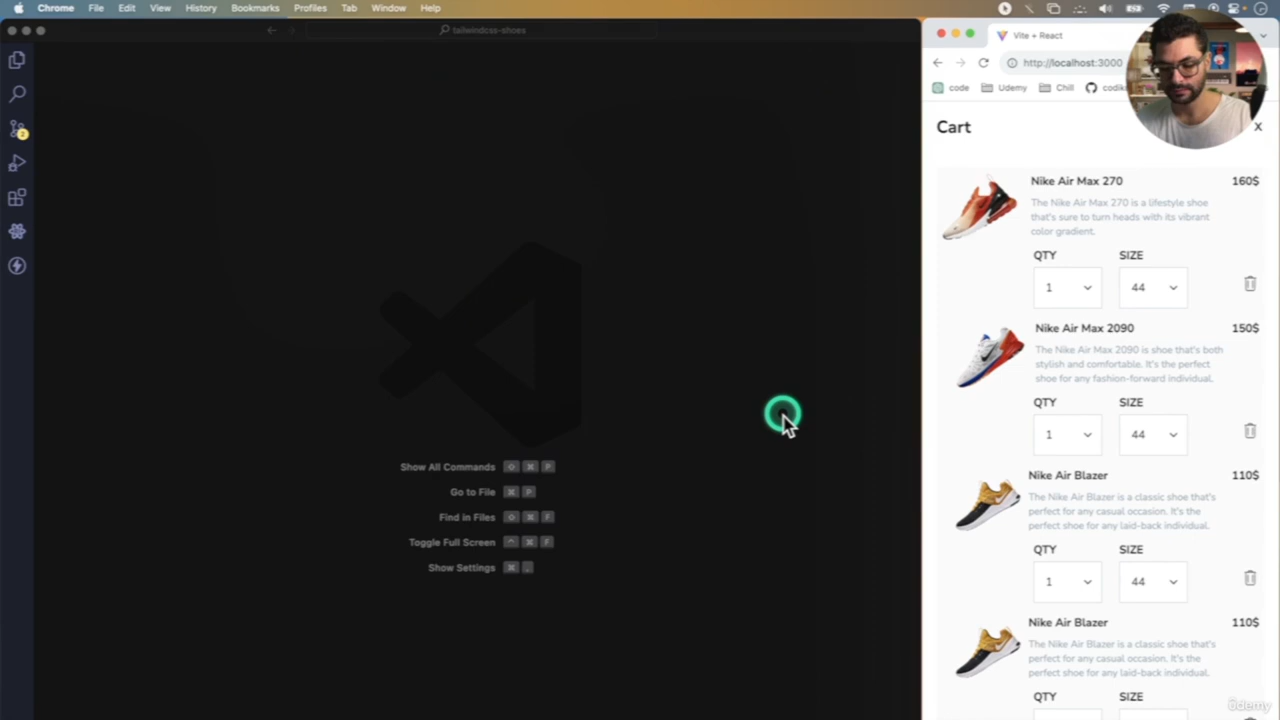 Chrome File Edit View History Bookmarks Profiles Tab Window Help
tailwindcss-shoes
2
Show All Commands ⇧ ⌘ P
Go to File ⌘ P
Find in Files ⇧ ⌘ F
Toggle Full Screen ^ ⌘ F
Show Settings ⌘ ,
Vite + React
http://localhost:3000
code Udemy Chill
Cart X
Nike Air Max 270 160$
The Nike Air Max 270 is a lifestyle shoe
that's sure to turn heads with its vibrant
color gradient.
QTY SIZE
1 44
Nike Air Max 2090 150$
The Nike Air Max 2090 is shoe that's both
stylish and comfortable. It's the perfect
shoe for any fashion-forward individual.
QTY SIZE
1 44
Nike Air Blazer 110$
The Nike Air Blazer is a classic shoe that's
perfect for any casual occasion. It's the
perfect shoe for any laid-back individual.
QTY SIZE
1 44
Nike Air Blazer 110$
The Nike Air Blazer is a classic shoe that's
perfect for any casual occasion. It's the
perfect shoe for any laid-back individual.
QTY SIZE
ûdemy